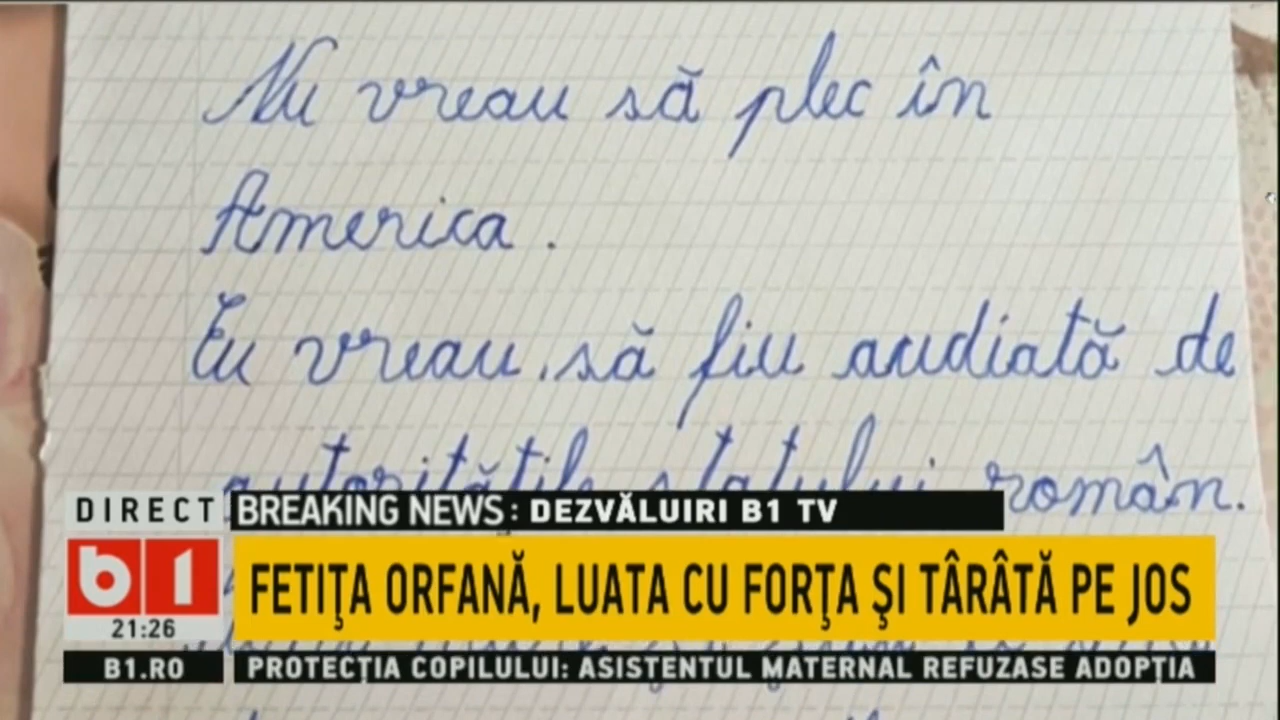 Nu vreau să plec în
America.
Eu vreau să fiu audiată de
autoritățile statului român.
DIRECT
BREAKING NEWS: DEZVĂLUIRI B1 TV
b1
FETIŢA ORFANĂ, LUATA CU FORŢA ŞI TÂRÂTĂ PE JOS
21:26
B1.RO
PROTECŢIA COPILULUI: ASISTENTUL MATERNAL REFUZASE ADOPŢIA